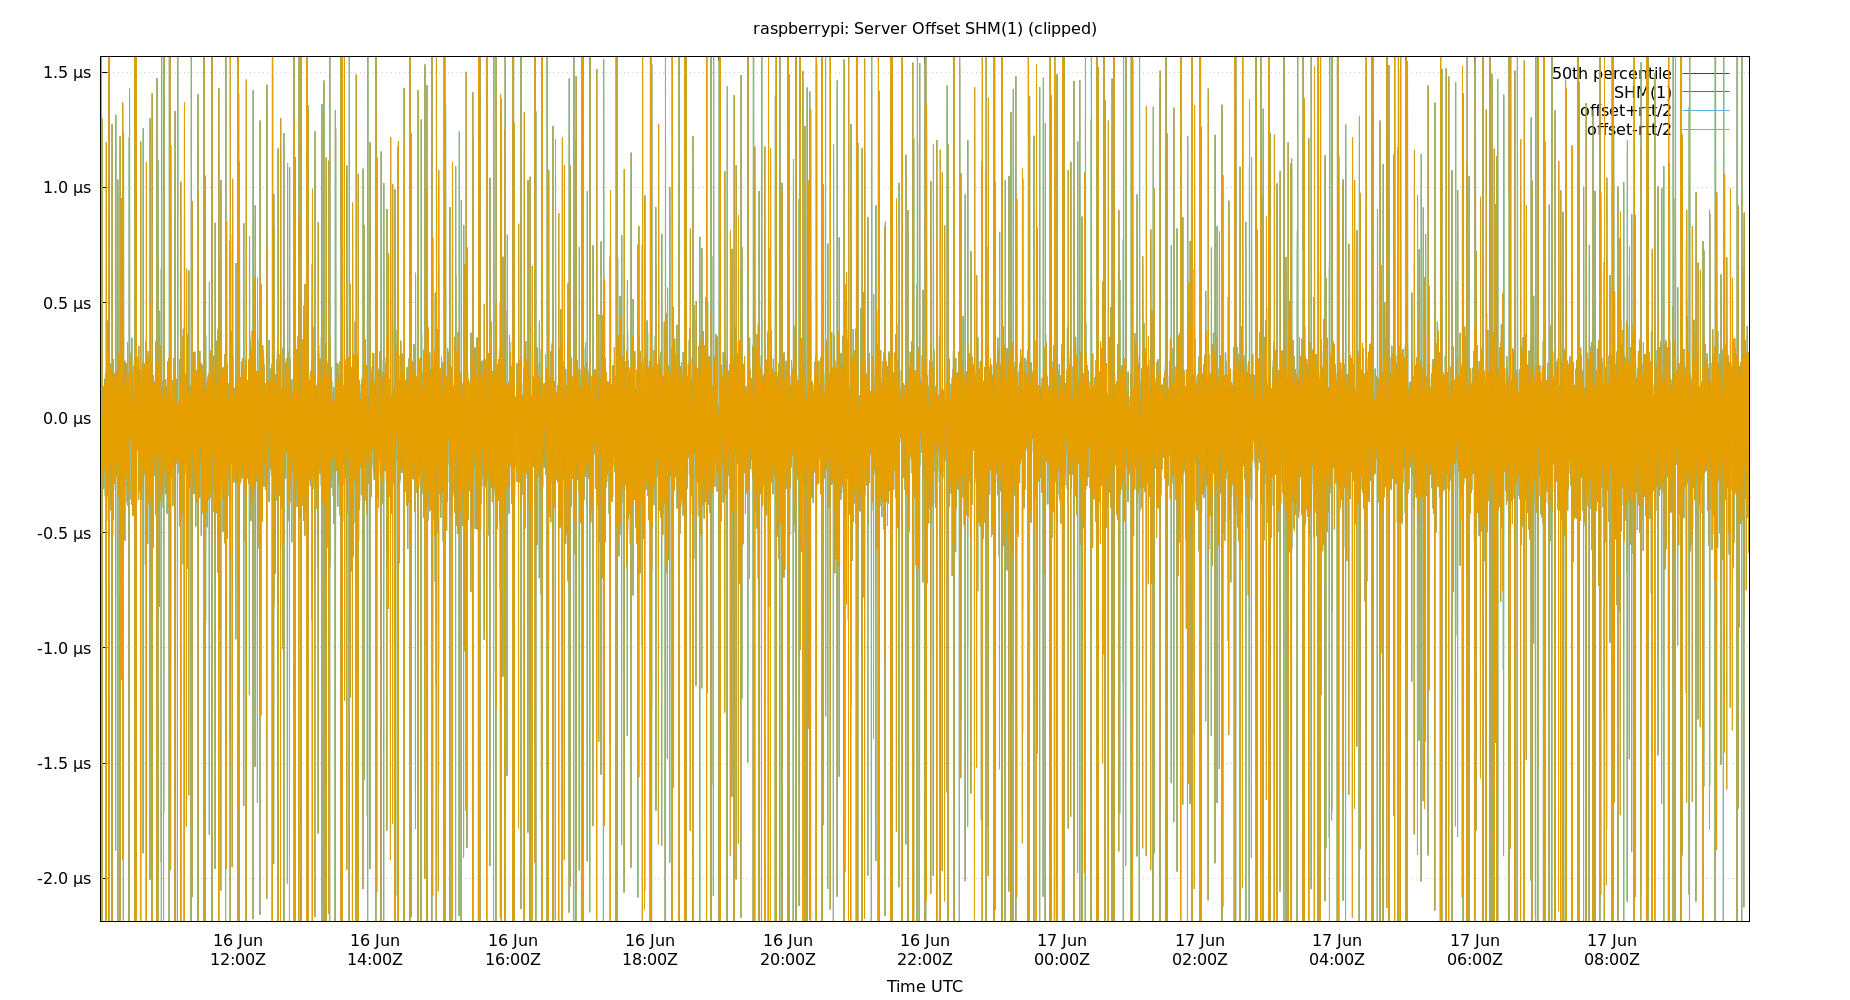 raspberrypi: Server Offset SHM(1) (clipped)
1.5 µs
1.0 µs
0.5 µs
0.0 µs
-0.5 µs
-1.0 µs
-1.5 µs
-2.0 µs
50th percentile
SHM(1)
offset+rtt/2
offset-rtt/2
16 Jun
12:00Z
16 Jun
14:00Z
16 Jun
16:00Z
16 Jun
18:00Z
16 Jun
20:00Z
16 Jun
22:00Z
17 Jun
00:00Z
17 Jun
02:00Z
17 Jun
04:00Z
17 Jun
06:00Z
17 Jun
08:00Z
Time UTC